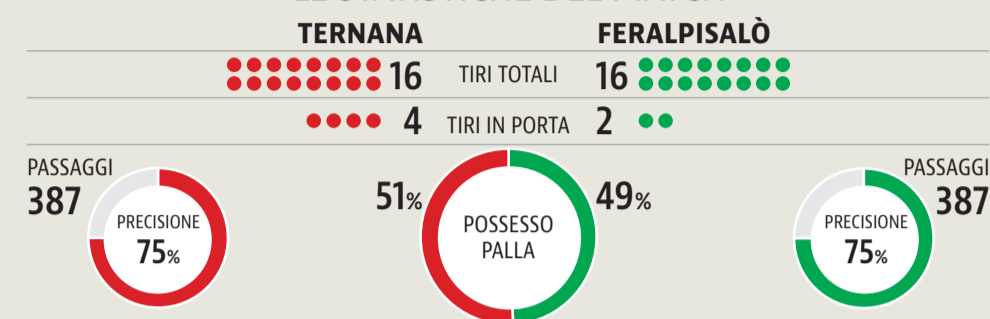 TERNANA FERALPISALÒ
16 TIRI TOTALI 16
4 TIRI IN PORTA 2
PASSAGGI
387
PRECISIONE
75%
51%
POSSESSO
PALLA
49%
PASSAGGI
387
PRECISIONE
75%